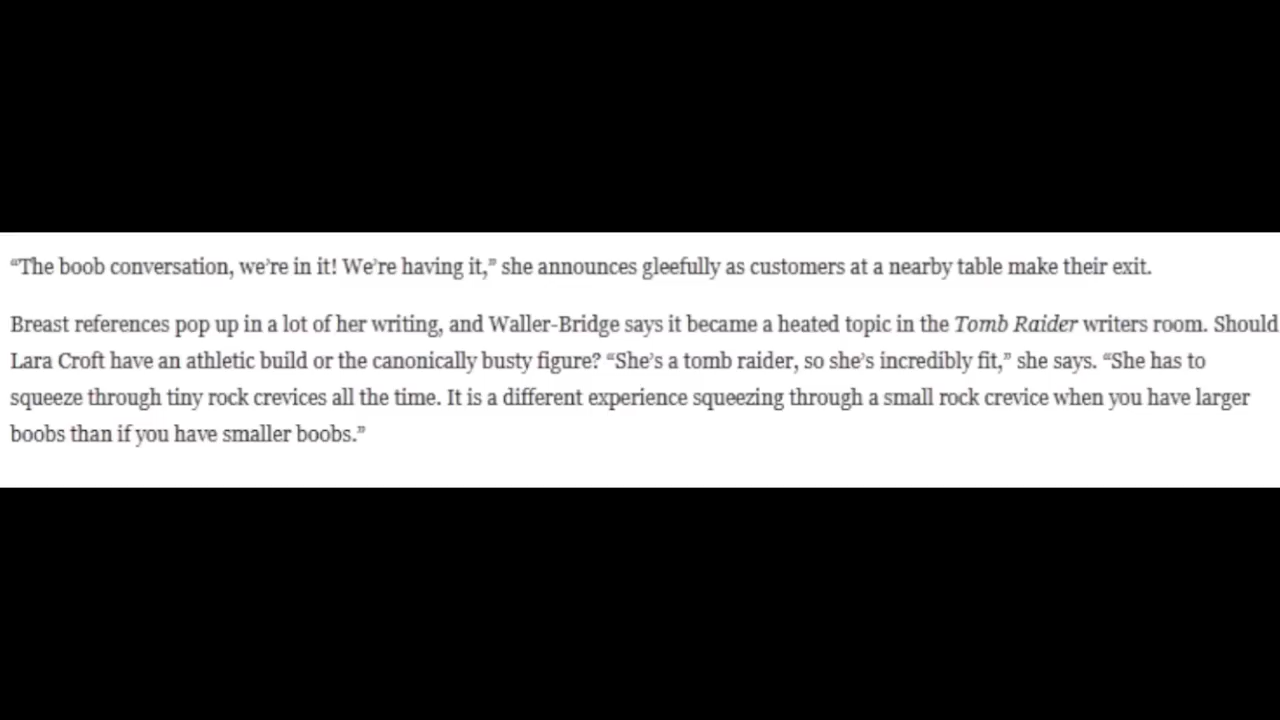 “The boob conversation, we’re in it! We’re having it,” she announces gleefully as customers at a nearby table make their exit.
Breast references pop up in a lot of her writing, and Waller-Bridge says it became a heated topic in the Tomb Raider writers room. Should
Lara Croft have an athletic build or the canonically busty figure? “She’s a tomb raider, so she’s incredibly fit,” she says. “She has to
squeeze through tiny rock crevices all the time. It is a different experience squeezing through a small rock crevice when you have larger
boobs than if you have smaller boobs.”